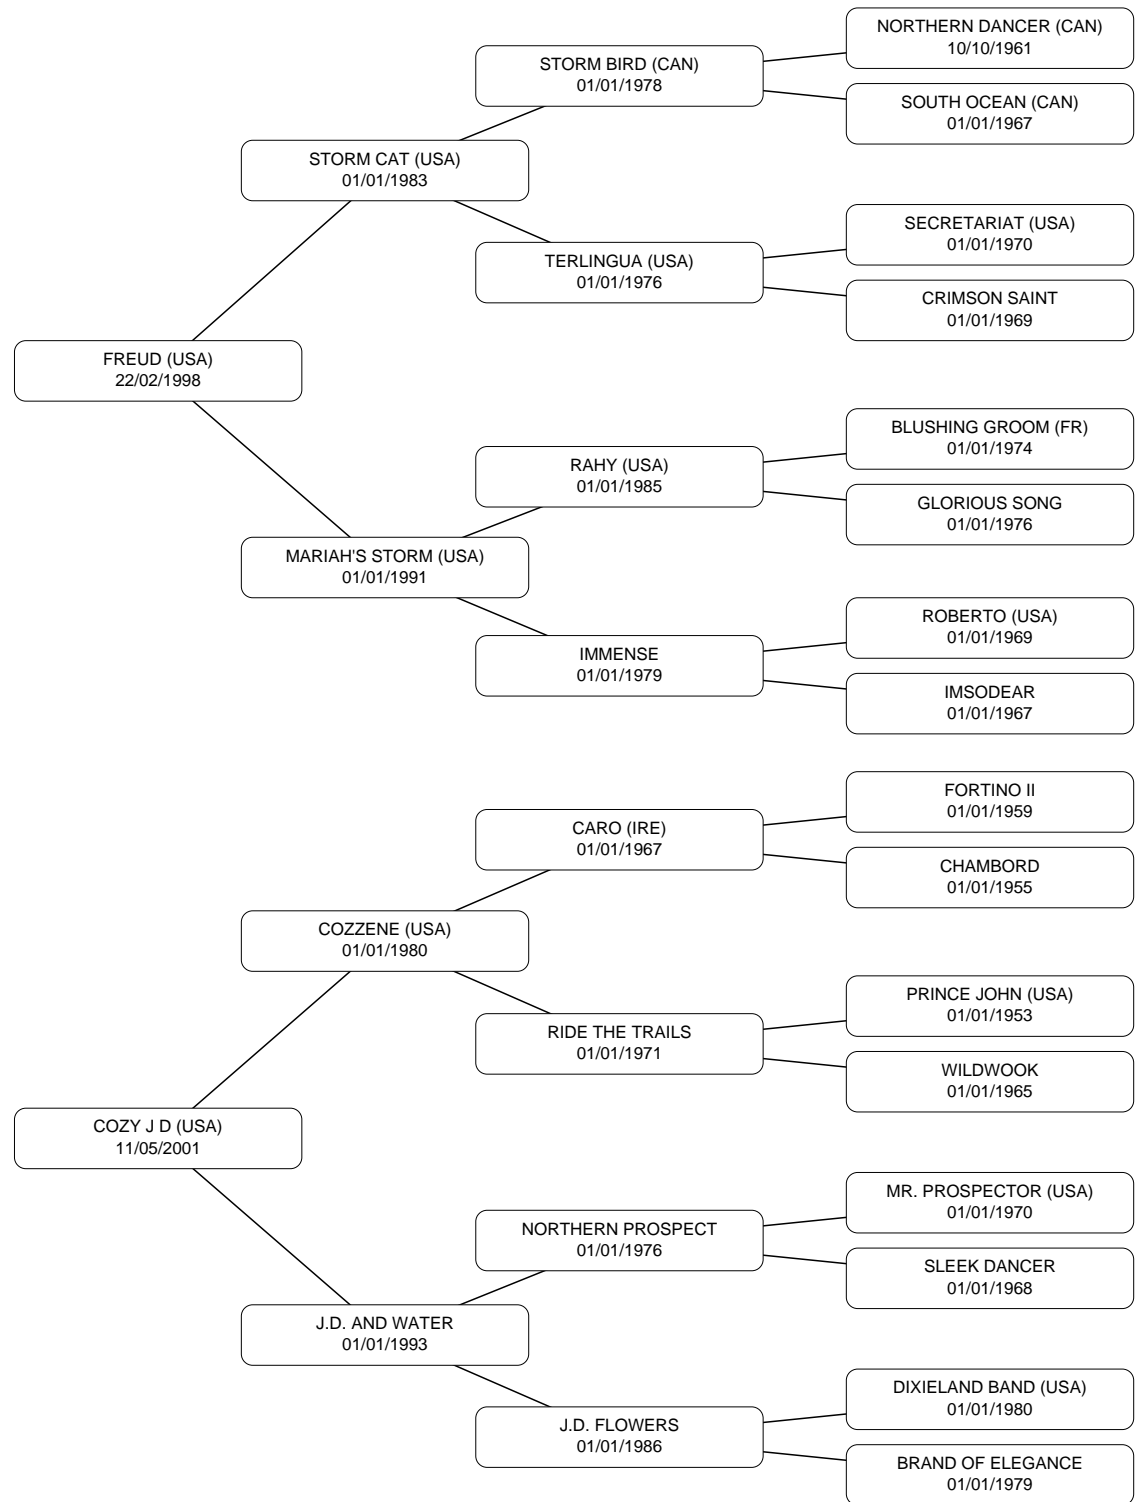 NORTHERN DANCER (CAN)
10/10/1961
STORM BIRD (CAN)
01/01/1978
SOUTH OCEAN (CAN)
01/01/1967
STORM CAT (USA)
01/01/1983
SECRETARIAT (USA)
01/01/1970
TERLINGUA (USA)
01/01/1976
CRIMSON SAINT
01/01/1969
FREUD (USA)
22/02/1998
BLUSHING GROOM (FR)
01/01/1974
RAHY (USA)
01/01/1985
GLORIOUS SONG
01/01/1976
MARIAH'S STORM (USA)
01/01/1991
ROBERTO (USA)
01/01/1969
IMMENSE
01/01/1979
IMSODEAR
01/01/1967
FORTINO II
01/01/1959
CARO (IRE)
01/01/1967
CHAMBORD
01/01/1955
COZZENE (USA)
01/01/1980
PRINCE JOHN (USA)
01/01/1953
RIDE THE TRAILS
01/01/1971
WILDWOOK
01/01/1965
COZY J D (USA)
11/05/2001
MR. PROSPECTOR (USA)
01/01/1970
NORTHERN PROSPECT
01/01/1976
SLEEK DANCER
01/01/1968
J.D. AND WATER
01/01/1993
DIXIELAND BAND (USA)
01/01/1980
J.D. FLOWERS
01/01/1986
BRAND OF ELEGANCE
01/01/1979